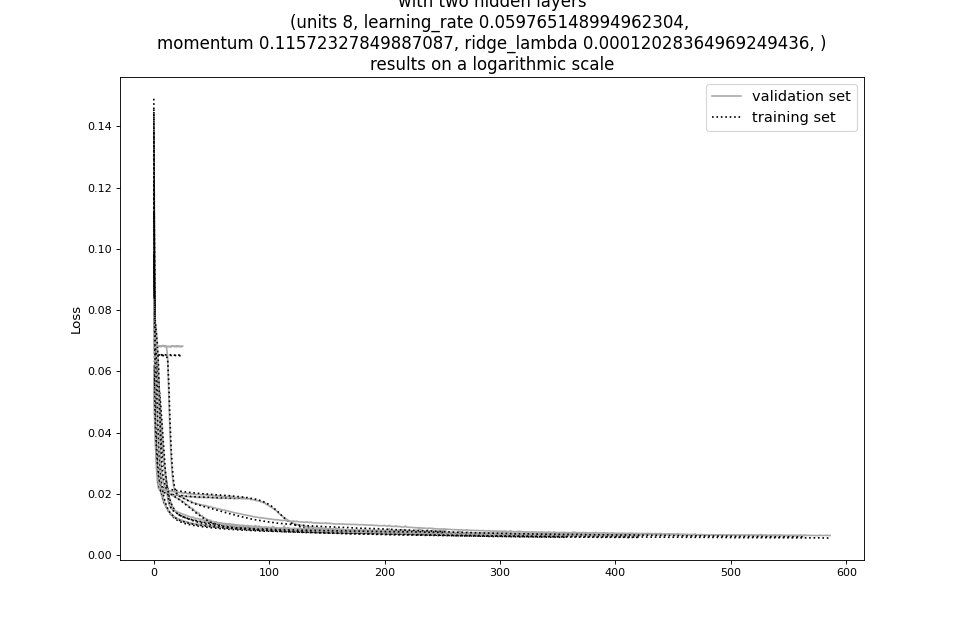 with two hidden layers
(units 8, learning_rate 0.059765148994962304,
momentum 0.11572327849887087, ridge_lambda 0.00012028364969249436, )
results on a logarithmic scale
validation set
training set
0.14
0.12
0.10
0.08
Loss
0.06
0.04
0.02
0.00
0 100 200 300 400 500 600